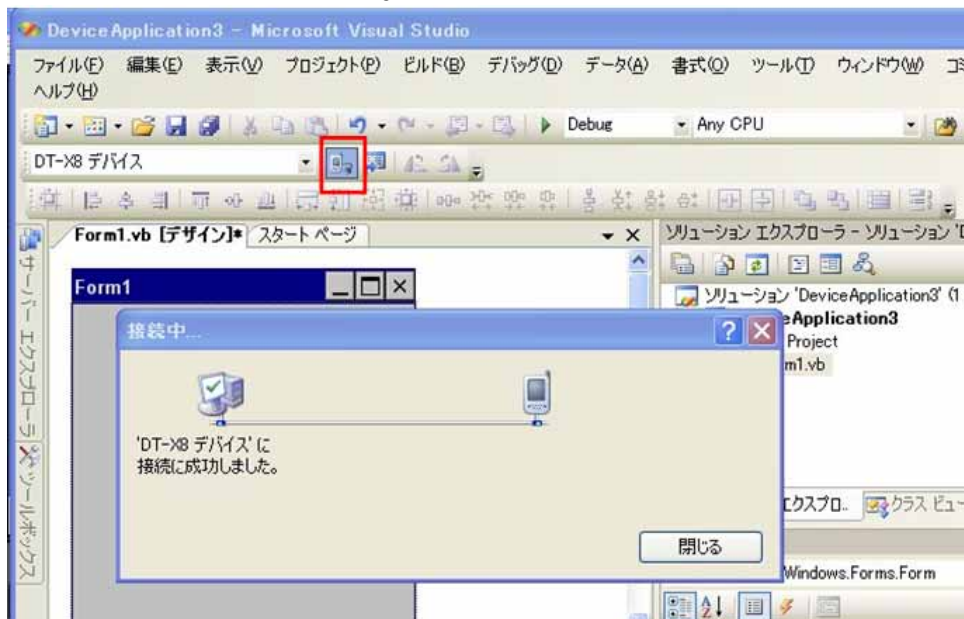 DeviceApplication3 - Microsoft Visual Studio
ファイル(F) 編集(E) 表示(V) プロジェクト(P) ビルド(B) デバッグ(D) データ(A) 書式(O) ツール(T) ウィンドウ(W)
ヘルプ(H)
Debug Any CPU
DT-X8 デバイス
Form1.vb [デザイン]* スタート ページ
ソリューション エクスプローラ - ソリューション
ソリューション 'DeviceApplication3' (1
Form1
Application3
接続中...
Project
m1.vb
'DT-X8 デバイス' に
接続に成功しました。
サーバー エクスプローラ
ツールボックス
エクスプロ.. クラス ビュー
閉じる
Windows.Forms.Form